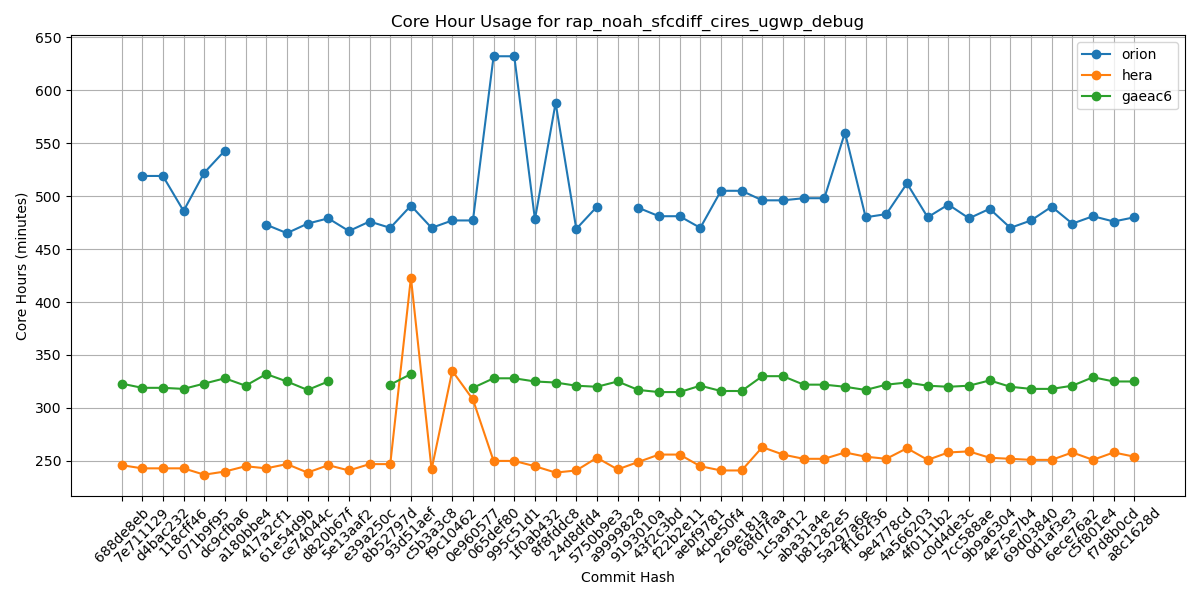 Core Hour Usage for rap_noah_sfcdiff_cires_ugwp_debug
Core Hours (minutes)
650
600
550
500
450
400
350
300
250
orion
hera
gaeac6
688de8eb
7e711129
d4bac232
118cff46
071b9f95
dc9cfba6
a180bbe4
417a2cf1
61e54d9b
ce74044c
d820b67f
5e13aaf2
e39a250c
8b52797d
93d51aef
c5b3a3c8
f9c10462
0e960577
065def80
995c51d1
1f0ab432
8f8fdfc8
24d8dfd4
5750b9e3
a9999828
9193010a
43f253bd
f22b2e11
aebf9781
4cbe50f4
269e181a
68fd7faa
1c5a9f12
aba31a4e
b81282e5
5a297a6e
ff162f36
9e4778cd
4a566203
4f0111b2
c0d4de3c
7cc588ae
9b9a6304
4e75e7b4
69d03840
0d1af3e3
6ece76a2
c5f801e4
f7d8b0cd
a8c1628d
Commit Hash